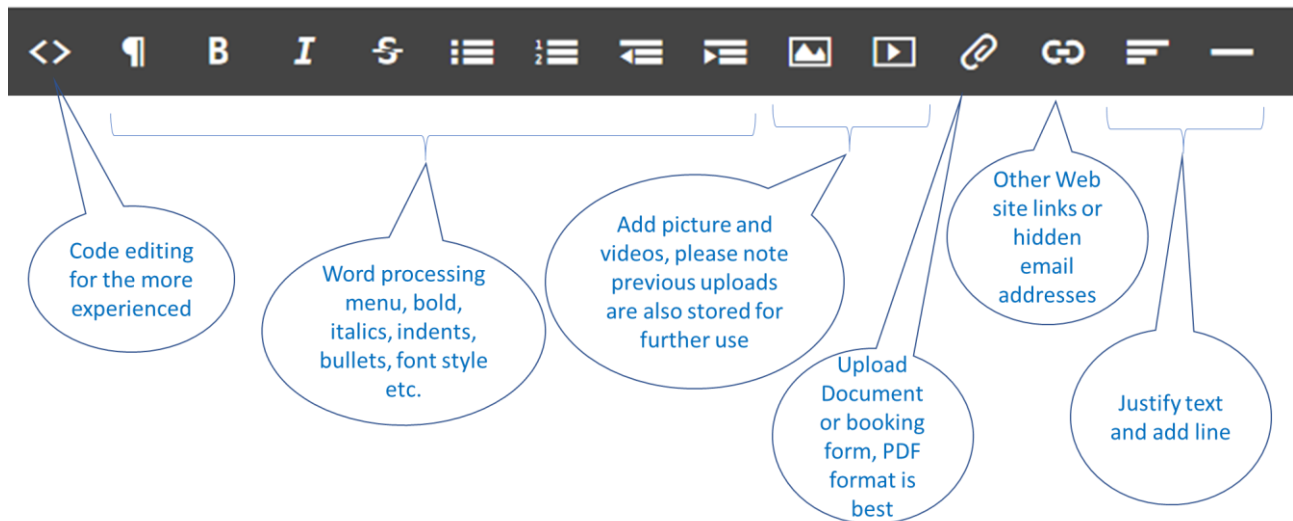 <> ¶ B I S 1 2
Code editing
for the more
experienced
Word processing
menu, bold,
italics, indents,
bullets, font style
etc.
Add picture and
videos, please note
previous uploads
are also stored for
further use
Upload
Document
or booking
form, PDF
format is
best
Other Web
site links or
hidden
email
addresses
Justify text
and add line